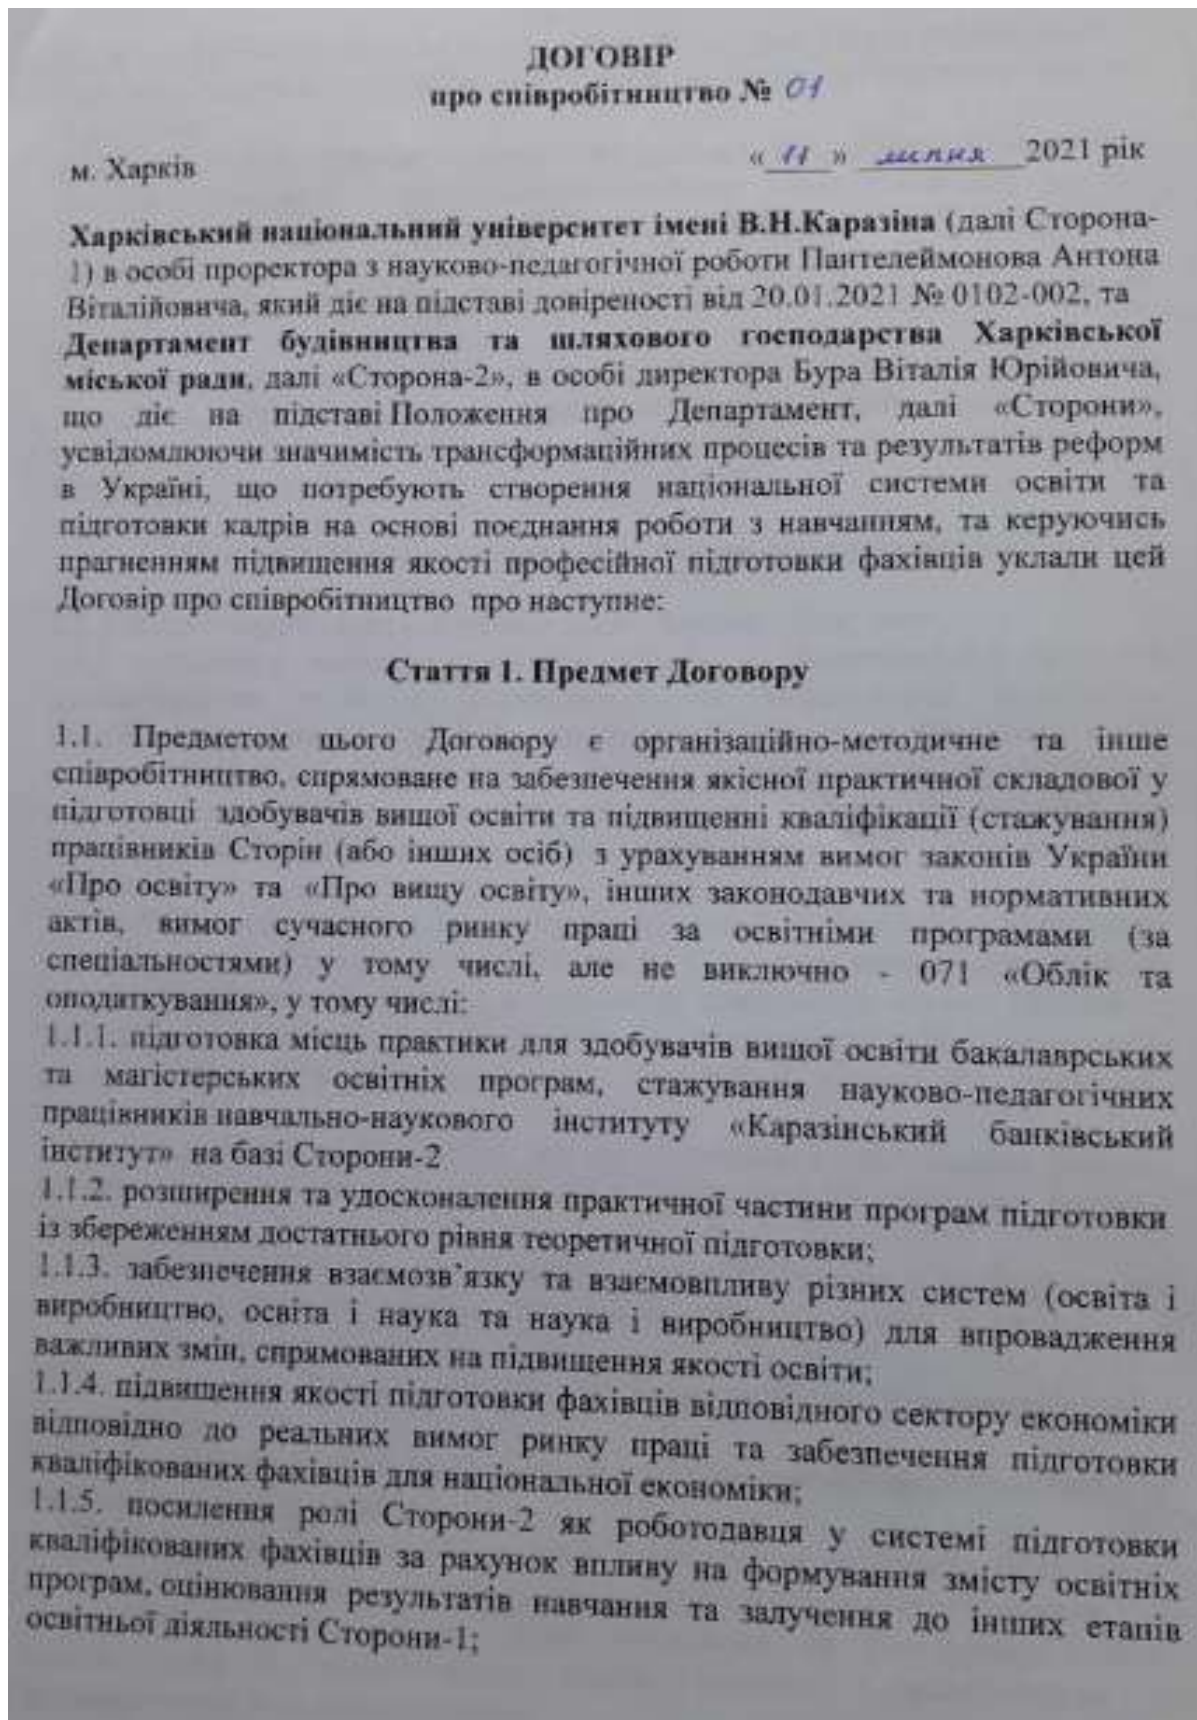 ДОГОВІР
про співробітництво № 01
м. Харків «11» липня 2021 рік
Харківський національний університет імені В.Н.Каразіна (далі Сторона-
1) в особі проректора з науково-педагогічної роботи Пантелеймонова Антона
Віталійовича, який діє на підставі довіреності від 20.01.2021 № 0102-002, та
Департамент будівництва та шляхового господарства Харківської
міської ради, далі «Сторона-2», в особі директора Бура Віталія Юрійовича,
що діє на підставі Положення про Департамент, далі «Сторони»,
усвідомлюючи значимість трансформаційних процесів та результатів реформ
в Україні, що потребують створення національної системи освіти та
підготовки кадрів на основі поєднання роботи з навчанням, та керуючись
прагненням підвищення якості професійної підготовки фахівців уклали цей
Договір про співробітництво про наступне:
Стаття 1. Предмет Договору
1.1. Предметом цього Договору є організаційно-методичне та інше
співробітництво, спрямоване на забезпечення якісної практичної складової у
підготовці здобувачів вищої освіти та підвищенні кваліфікації (стажування)
працівників Сторін (або інших осіб) з урахуванням вимог законів України
«Про освіту» та «Про вищу освіту», інших законодавчих та нормативних
актів, вимог сучасного ринку праці за освітніми програмами (за
спеціальностями) у тому числі, але не виключно - 071 «Облік та
оподаткування», у тому числі:
1.1.1. підготовка місць практики для здобувачів вищої освіти бакалаврських
та магістерських освітніх програм, стажування науково-педагогічних
працівників навчально-наукового інституту «Каразінський банківський
інститут» на базі Сторони-2
1.1.2. розширення та удосконалення практичної частини програм підготовки
із збереженням достатнього рівня теоретичної підготовки;
1.1.3. забезпечення взаємозв'язку та взаємовпливу різних систем (освіта і
виробництво, освіта і наука та наука і виробництво) для впровадження
важливих змін, спрямованих на підвищення якості освіти;
1.1.4. підвищення якості підготовки фахівців відповідного сектору економіки
відповідно до реальних вимог ринку праці та забезпечення підготовки
кваліфікованих фахівців для національної економіки;
1.1.5. посилення ролі Сторони-2 як роботодавця у системі підготовки
кваліфікованих фахівців за рахунок впливу на формування змісту освітніх
програм, оцінювання результатів навчання та залучення до інших етапів
освітньої діяльності Сторони-1;